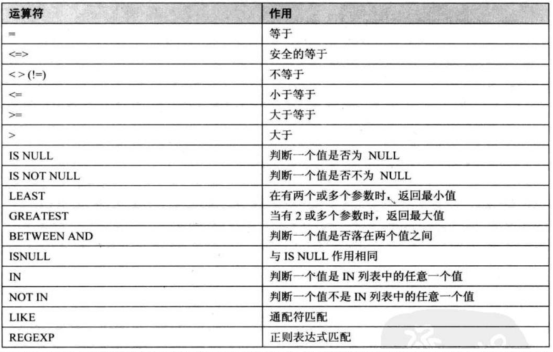 运算符 作用
= 等于
<=> 安全的等于
< > (!=) 不等于
<= 小于等于
>= 大于等于
> 大于
IS NULL 判断一个值是否为 NULL
IS NOT NULL 判断一个值是否不为 NULL
LEAST 在有两个或多个参数时，返回最小值
GREATEST 当有 2 或多个参数时，返回最大值
BETWEEN AND 判断一个值是否落在两个值之间
ISNULL 与 IS NULL 作用相同
IN 判断一个值是 IN 列表中的任意一个值
NOT IN 判断一个值不是 IN 列表中的任意一个值
LIKE 通配符匹配
REGEXP 正则表达式匹配